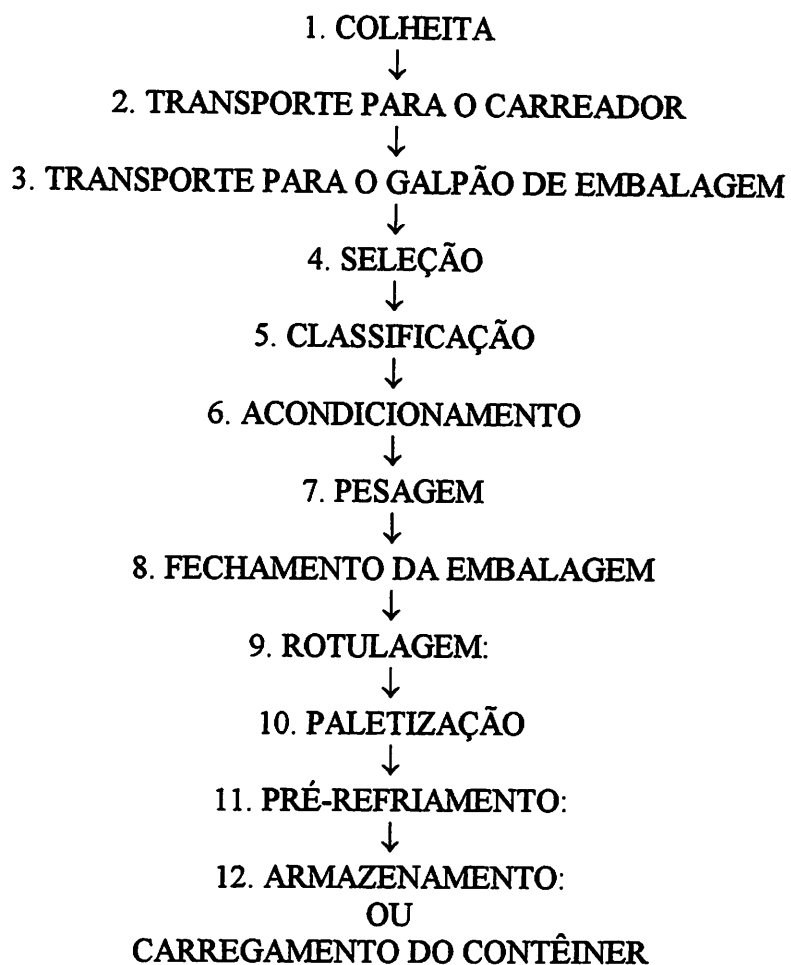 1. COLHEITA
↓
2. TRANSPORTE PARA O CARREADOR
↓
3. TRANSPORTE PARA O GALPÃO DE EMBALAGEM
↓
4. SELEÇÃO
↓
5. CLASSIFICAÇÃO
↓
6. ACONDICIONAMENTO
↓
7. PESAGEM
↓
8. FECHAMENTO DA EMBALAGEM
↓
9. ROTULAGEM:
↓
10. PALETIZAÇÃO
↓
11. PRÉ-REFRIAMENTO:
↓
12. ARMAZENAMENTO:
OU
CARREGAMENTO DO CONTÊINER